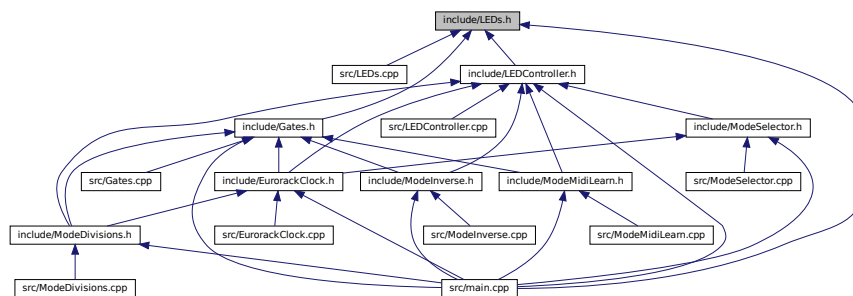 include/LEDs.h
src/LEDs.cpp
include/LEDController.h
include/Gates.h
src/LEDController.cpp
include/ModeSelector.h
src/Gates.cpp
include/EurorackClock.h
include/ModeInverse.h
include/ModeMidiLearn.h
src/ModeSelector.cpp
include/ModeDivisions.h
src/EurorackClock.cpp
src/ModeInverse.cpp
src/ModeMidiLearn.cpp
src/ModeDivisions.cpp
src/main.cpp